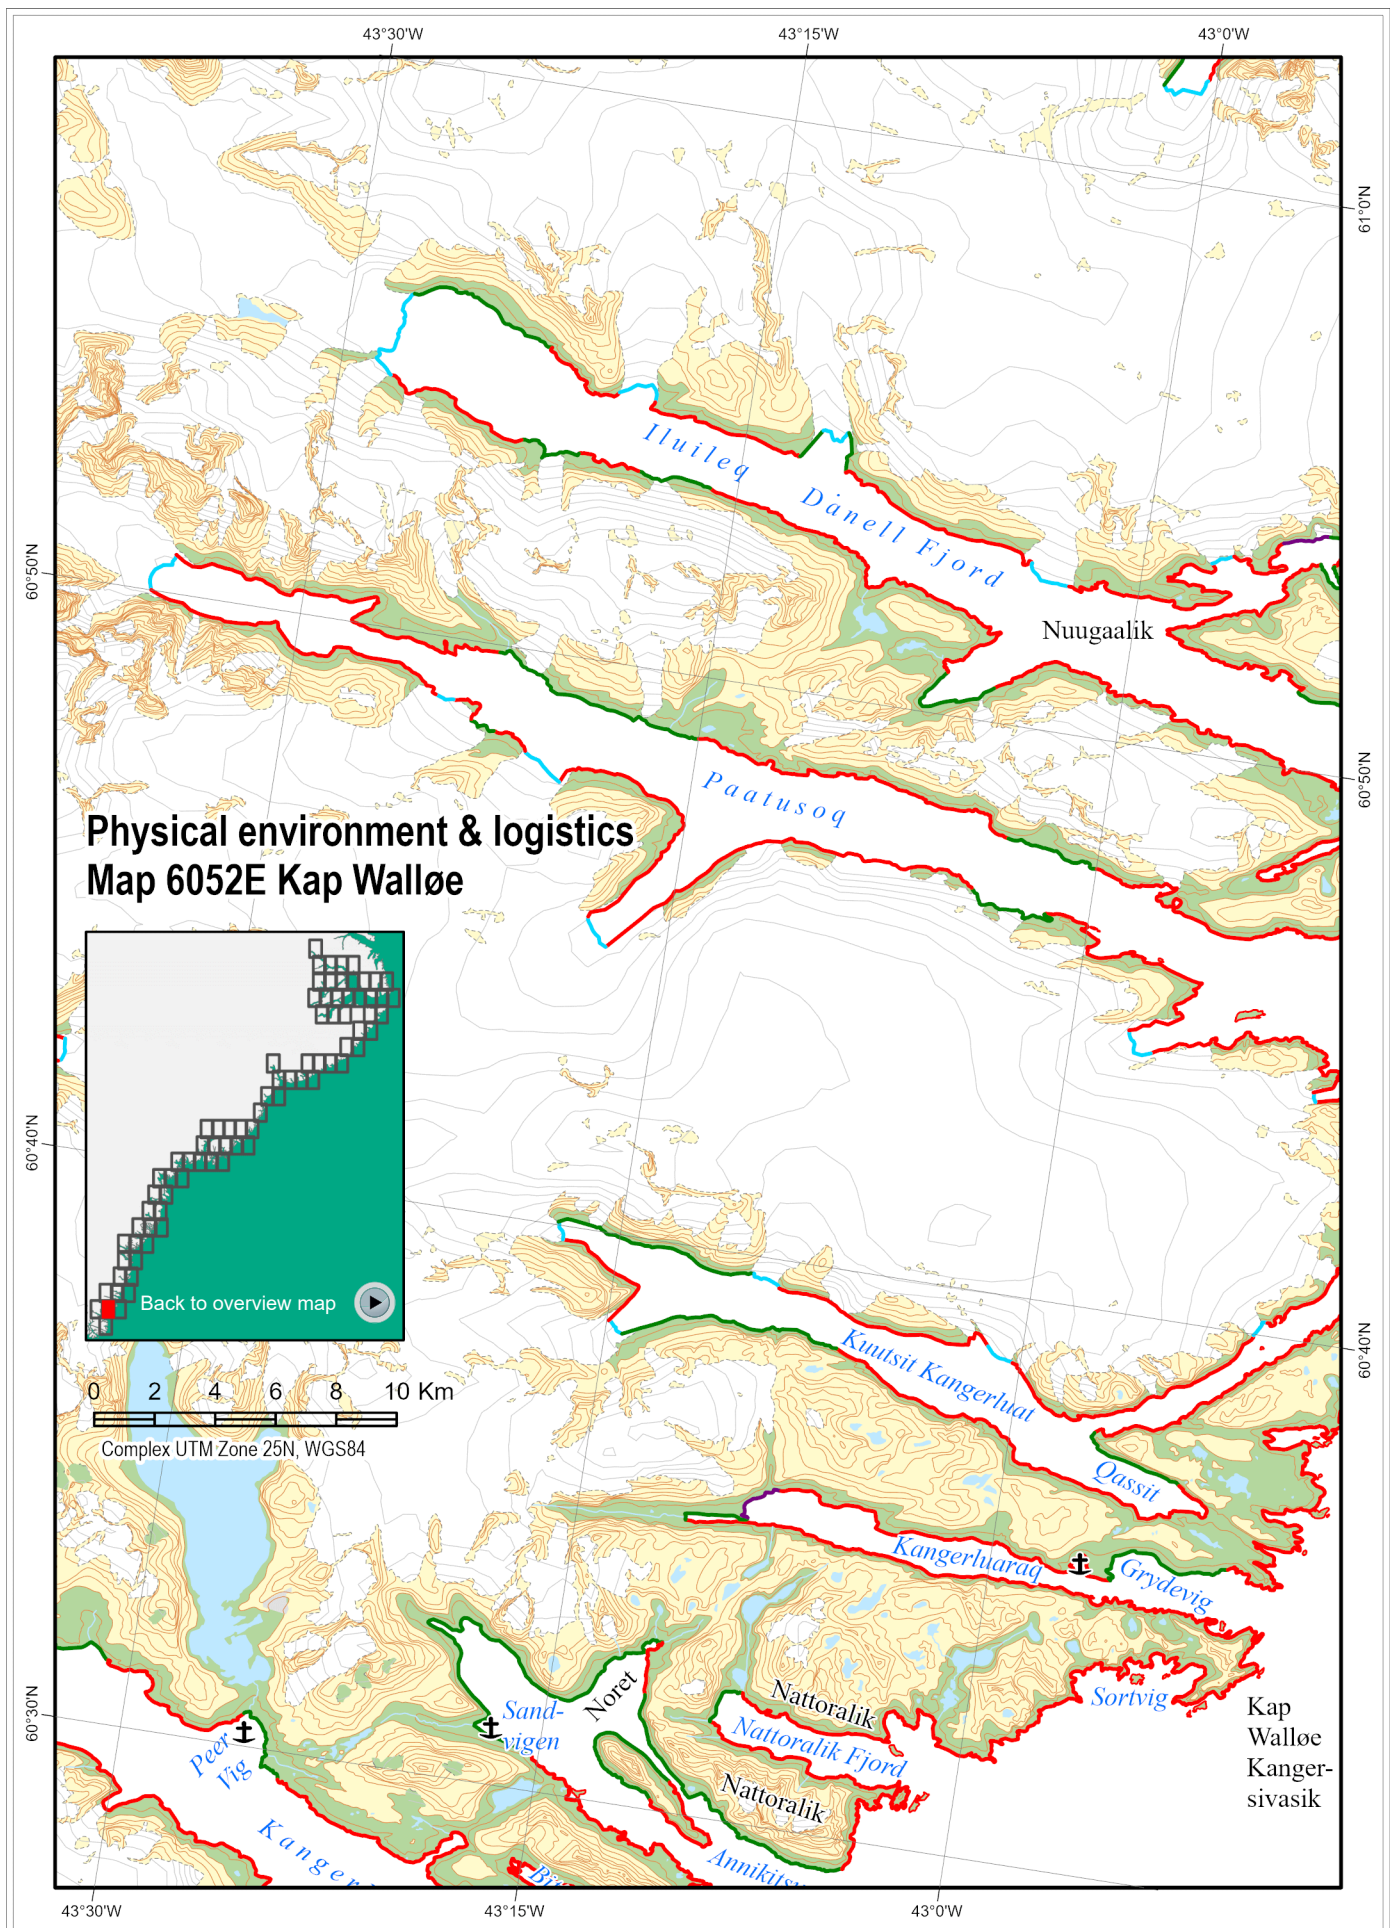 43°30'W
43°15'W
43°0'W
61°0'N
Iluileq
Dånell Fjord
60°50'N
Nuugaalik
60°50'N
Paatusoq
Physical environment & logistics
Map 6052E Kap Walløe
60°40'N
Back to overview map
Kuutsit Kangerluat
60°40'N
0 2 4 6 8 10 Km
Complex UTM Zone 25N, WGS84
Qassit
Kangerluaraq
Grydevig
Noret
Nattoralik
Sortvig
Sand-
vigen
60°30'N
Kap
Walløe
Kanger-
sivasik
Peer
Vig
Nattoralik Fjord
Nattoralik
Kanger
Annikits
43°30'W
43°15'W
43°0'W